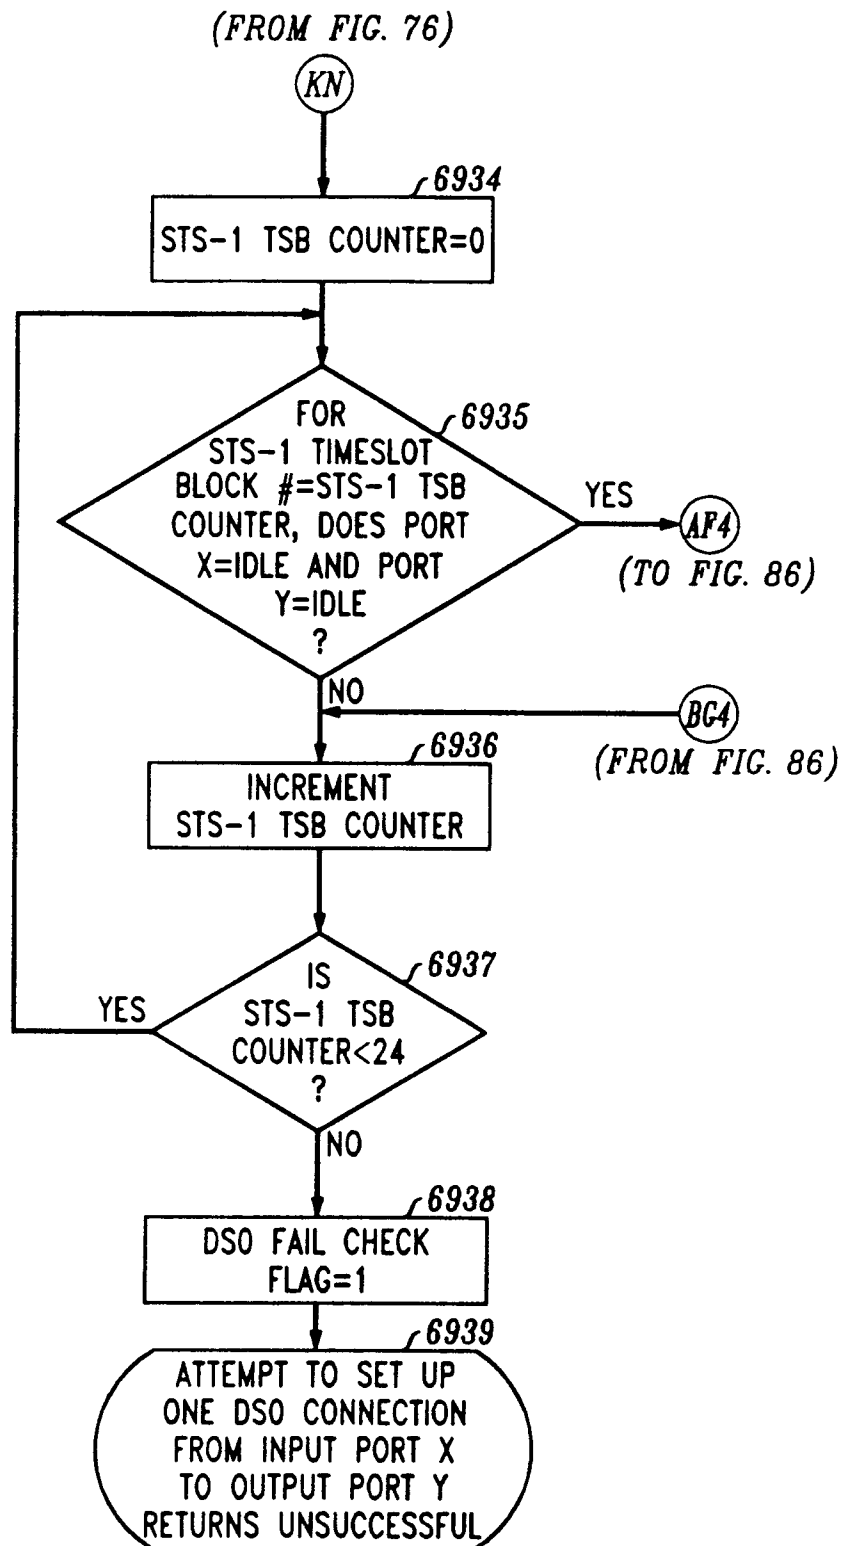 (FROM FIG. 76)
KN
6934
STS-1 TSB COUNTER=0
6935
FOR
STS-1 TIMESLOT
BLOCK #=STS-1 TSB
COUNTER, DOES PORT
X=IDLE AND PORT
Y=IDLE
?
YES
AF4
(TO FIG. 86)
NO
BG4
(FROM FIG. 86)
6936
INCREMENT
STS-1 TSB COUNTER
6937
IS
STS-1 TSB
COUNTER<24
?
YES
NO
6938
DS0 FAIL CHECK
FLAG=1
6939
ATTEMPT TO SET UP
ONE DS0 CONNECTION
FROM INPUT PORT X
TO OUTPUT PORT Y
RETURNS UNSUCCESSFUL